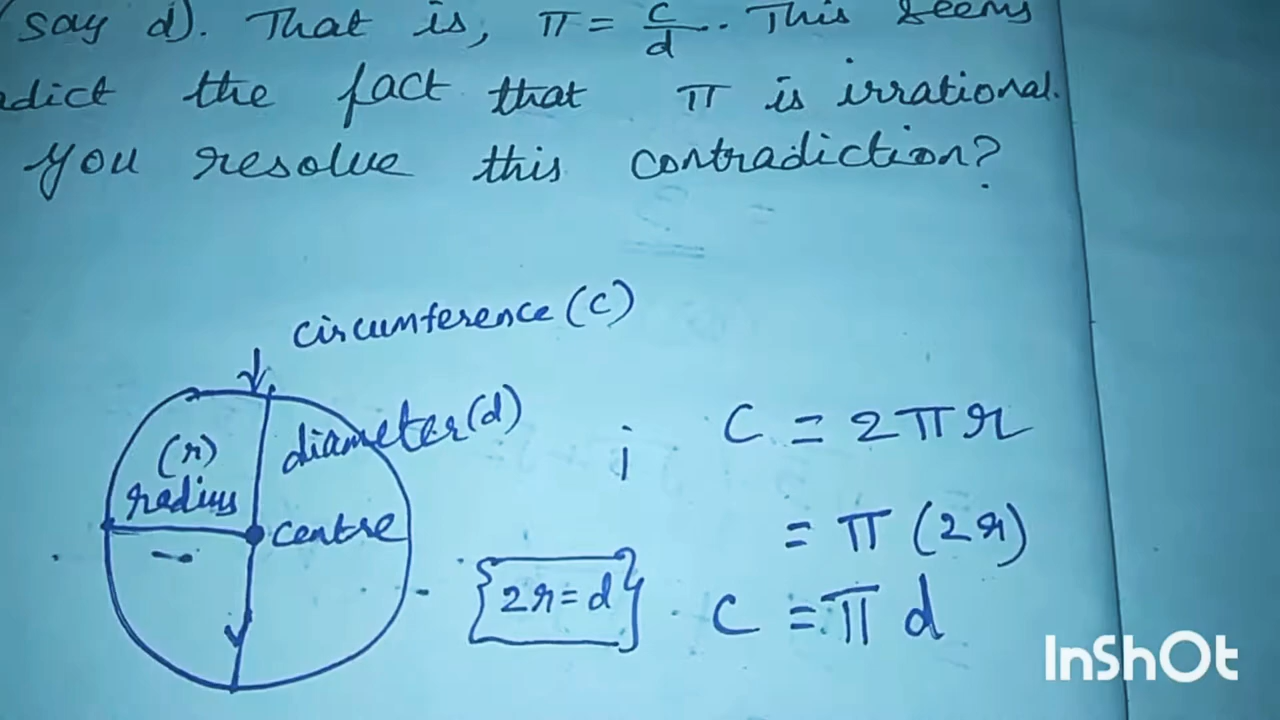 (say d). That is, π = c/d. This seems
adict the fact that π is irrational.
you resolve this contradiction?
circumference (c)
diameter (d)
(r)
radius
centre
C = 2πr
= π (2r)
{2r = d} C = π d
InShOt